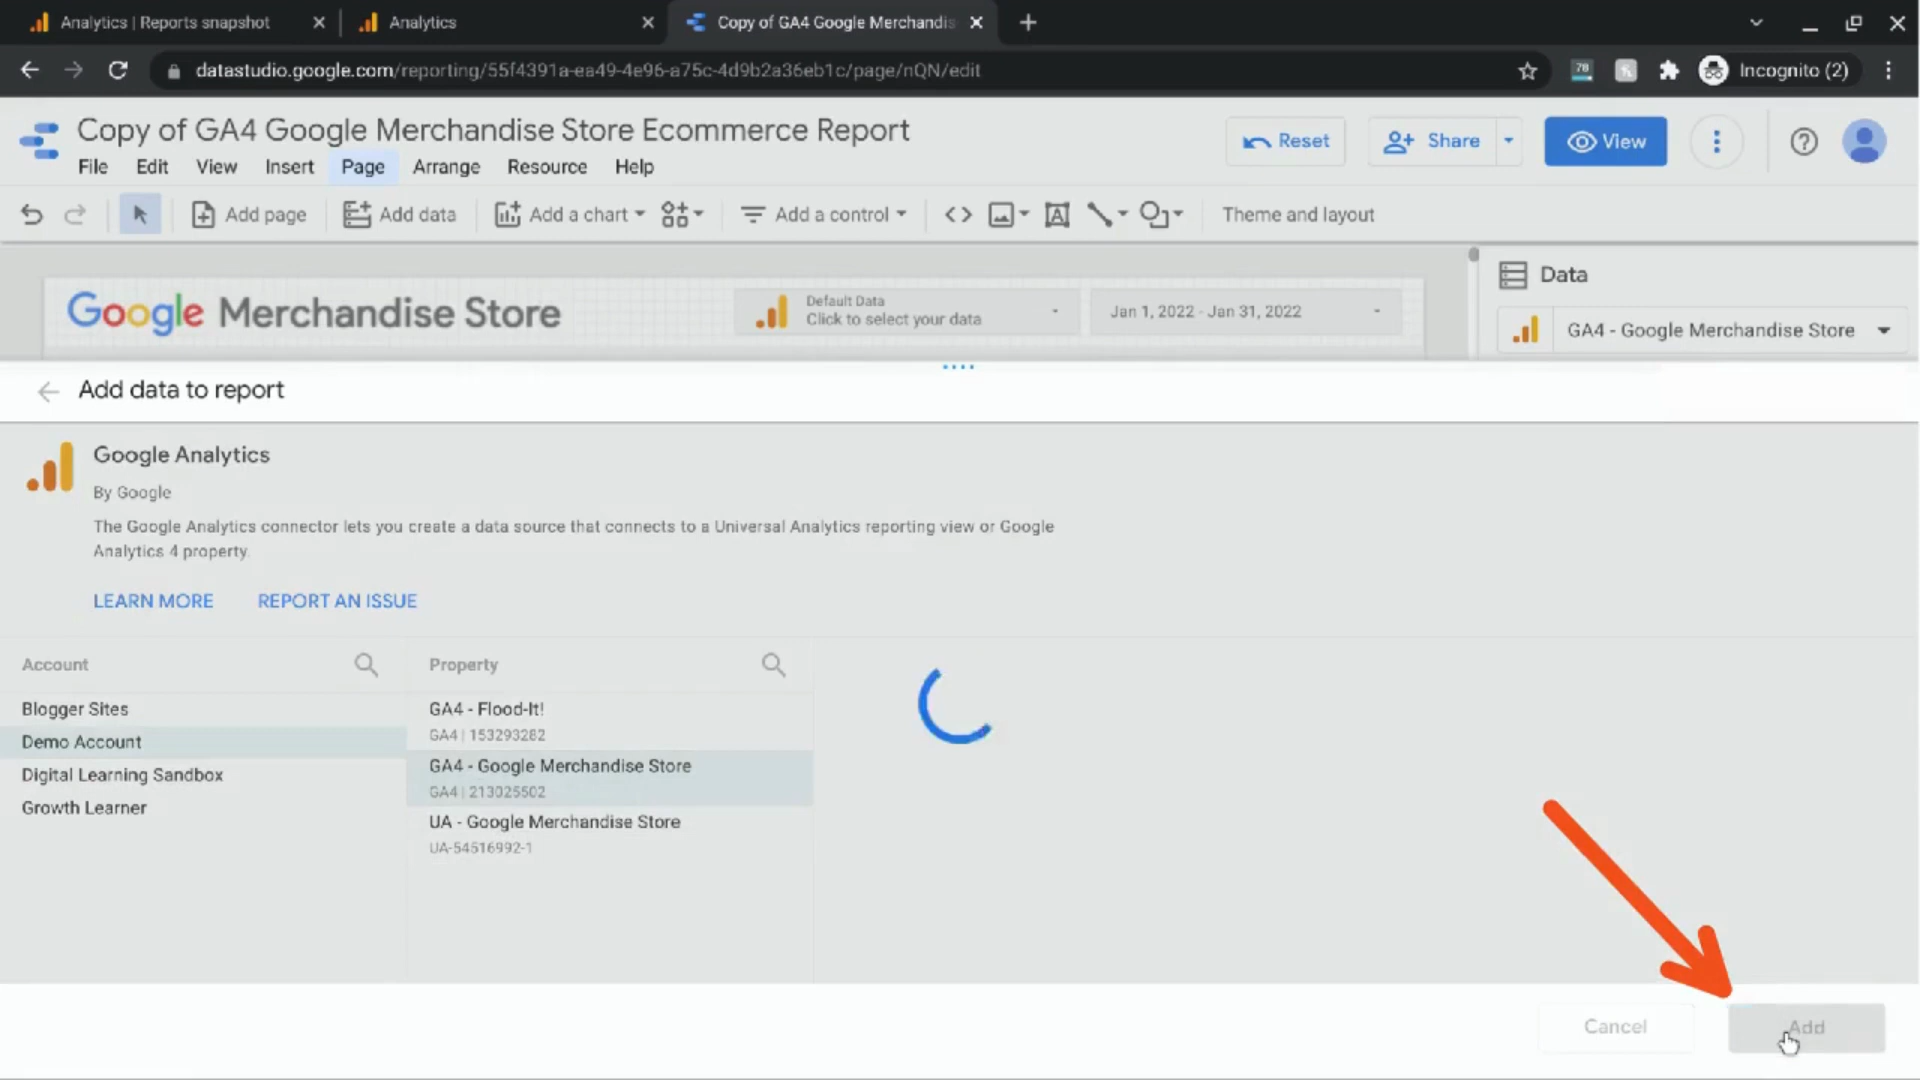 Analytics | Reports snapshot
Analytics
Copy of GA4 Google Merchandis
datastudio.google.com/reporting/55f4391a-ea49-4e96-a75c-4d9b2a36eb1c/page/nQN/edit
78
Incognito (2)
Copy of GA4 Google Merchandise Store Ecommerce Report
File Edit View Insert Page Arrange Resource Help
Reset
Share
View
Add page
Add data
Add a chart
Add a control
Theme and layout
Google Merchandise Store
Default Data
Click to select your data
Jan 1, 2022 - Jan 31, 2022
Data
GA4 - Google Merchandise Store
Add data to report
Google Analytics
By Google
The Google Analytics connector lets you create a data source that connects to a Universal Analytics reporting view or Google
Analytics 4 property.
LEARN MORE REPORT AN ISSUE
Account
Blogger Sites
Demo Account
Digital Learning Sandbox
Growth Learner
Property
GA4 - Flood-It!
GA4 | 153293282
GA4 - Google Merchandise Store
GA4 | 213025502
UA - Google Merchandise Store
UA-54516992-1
Cancel
Add